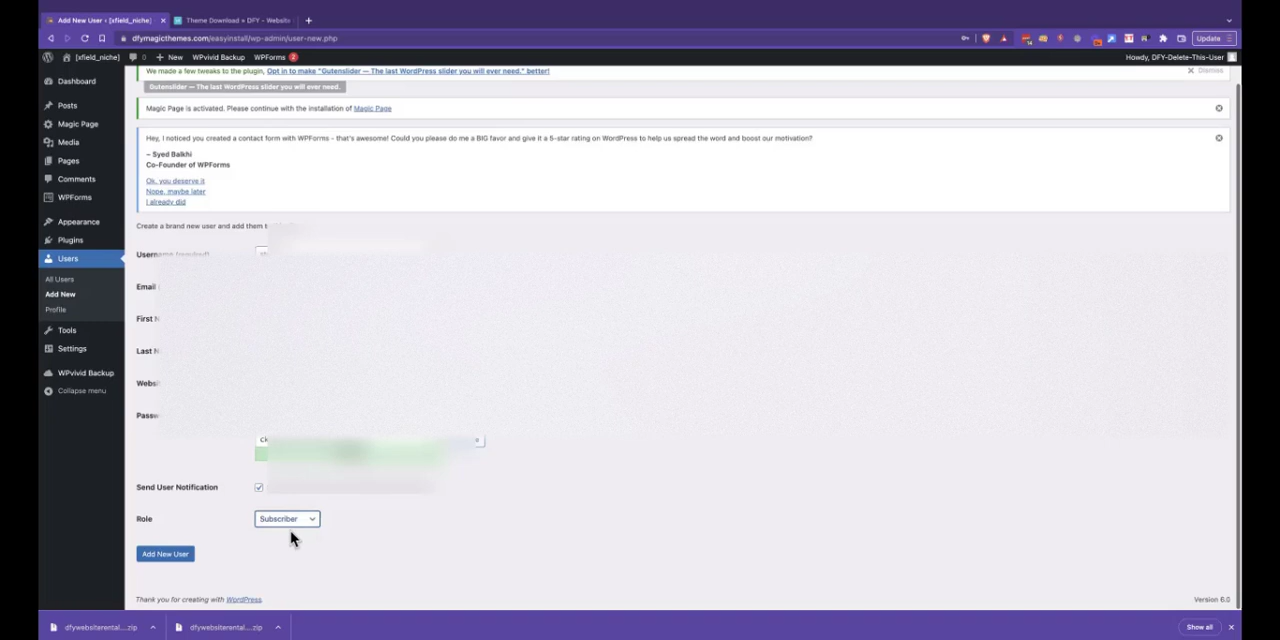 Add New User ‹ [xfield_niche]
Theme Download » DFY - Website
dfymagicthemes.com/easyinstall/wp-admin/user-new.php
Update
[xfield_niche]
0
New
WPvivid Backup
WPForms
2
Howdy, DFY-Delete-This-User
Dashboard
Posts
Magic Page
Media
Pages
Comments
WPForms
Appearance
Plugins
Users
All Users
Add New
Profile
Tools
Settings
WPvivid Backup
Collapse menu
We made a few tweaks to the plugin, Opt in to make "Gutenslider — The last WordPress slider you will ever need." better!
Dismiss
Gutenslider — The last WordPress slider you will ever need.
Magic Page is activated. Please continue with the installation of Magic Page
Hey, I noticed you created a contact form with WPForms - that's awesome! Could you please do me a BIG favor and give it a 5-star rating on WordPress to help us spread the word and boost our motivation?
~ Syed Balkhi
Co-Founder of WPForms
Ok, you deserve it
Nope, maybe later
I already did
Create a brand new user and add them
Username (required)
Email
First N
Last N
Websi
Passw
Send User Notification
Role
Subscriber
Add New User
Thank you for creating with WordPress.
Version 6.0
dfywebsiterental....zip
dfywebsiterental....zip
Show all